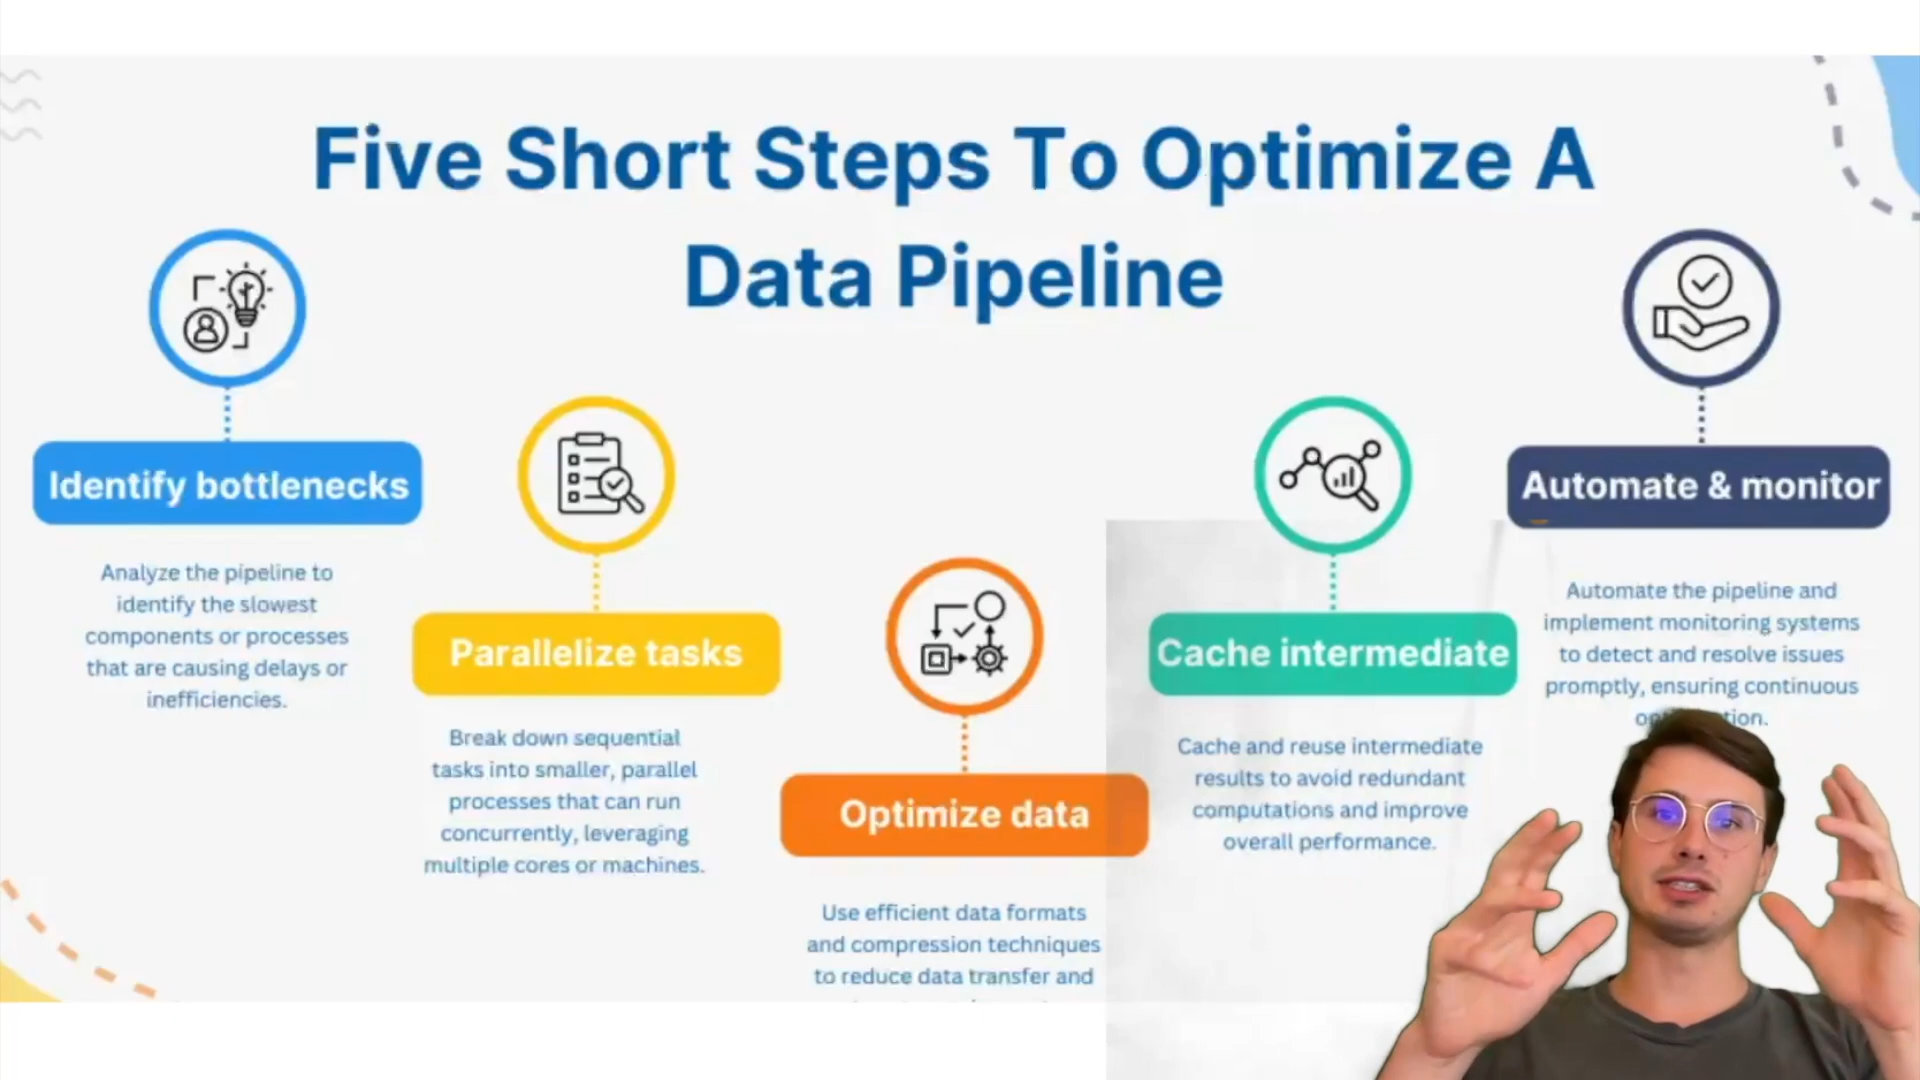 Five Short Steps To Optimize A
Data Pipeline
Identify bottlenecks
Analyze the pipeline to
identify the slowest
components or processes
that are causing delays or
inefficiencies.
Parallelize tasks
Break down sequential
tasks into smaller, parallel
processes that can run
concurrently, leveraging
multiple cores or machines.
Optimize data
Use efficient data formats
and compression techniques
to reduce data transfer and
Cache intermediate
Cache and reuse intermediate
results to avoid redundant
computations and improve
overall performance.
Automate & monitor
Automate the pipeline and
implement monitoring systems
to detect and resolve issues
promptly, ensuring continuous